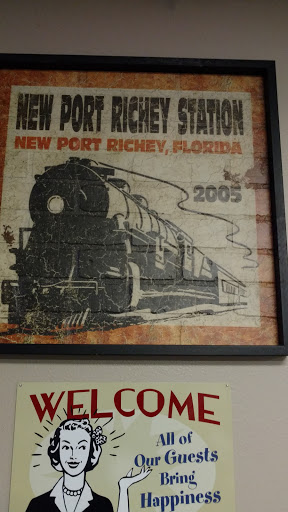 NEW PORT RICHEY STATION
NEW PORT RICHEY, FLORIDA
2005
WELCOME
All of
Our Guests
Bring
Happiness